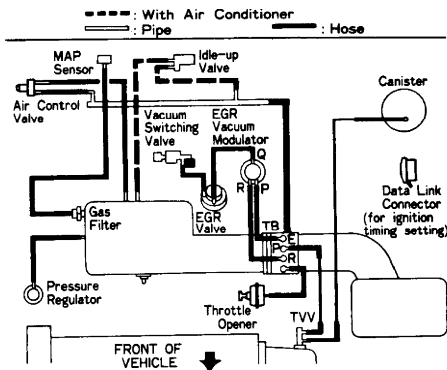 : With Air Conditioner
: Pipe
: Hose
MAP
Sensor
Idle-up
Valve
Air Control
Valve
Canister
Vacuum
Switching
Valve
EGR
Vacuum
Modulator
Q
R
P
Data Link
Connector
(for ignition
timing setting)
Gas
Filter
EGR
Valve
TB
E
P
R
Pressure
Regulator
Throttle
Opener
TVV
FRONT OF
VEHICLE